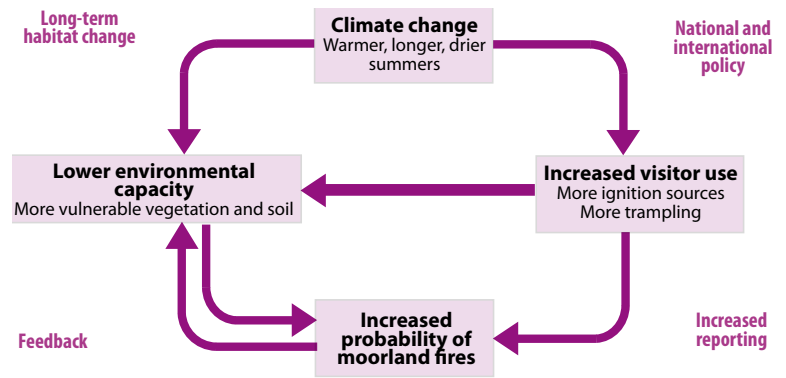 Long-term
habitat change
Climate change
Warmer, longer, drier
summers
National and
international
policy
Lower environmental
capacity
More vulnerable vegetation and soil
Increased visitor use
More ignition sources
More trampling
Feedback
Increased
probability of
moorland fires
Increased
reporting